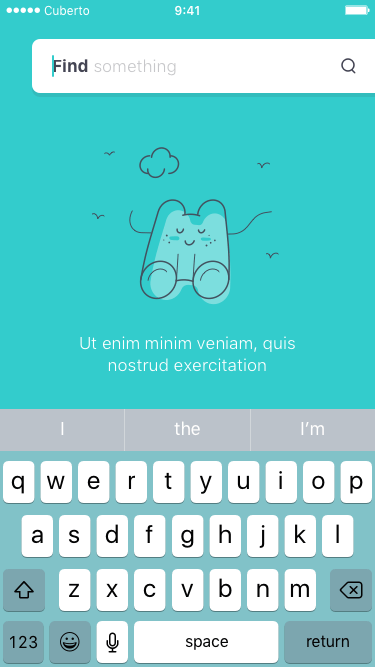 Cuberto 9:41
Find something
Ut enim minim veniam, quis
nostrud exercitation
I the I'm
q w e r t y u i o p
a s d f g h j k l
z x c v b n m
123 space return